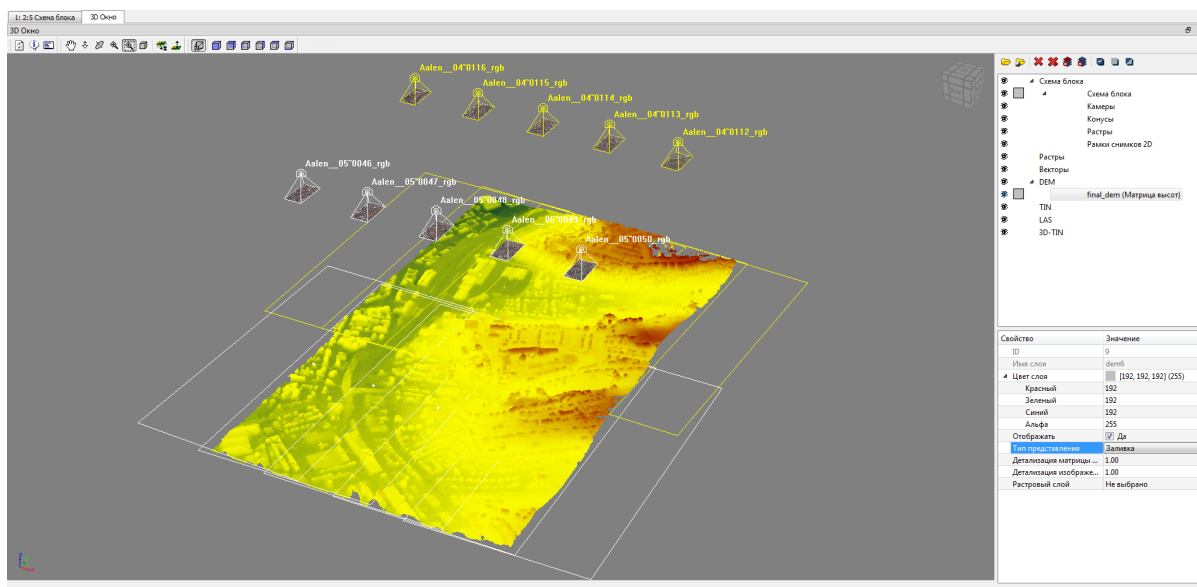 1: 2:5 Схема блока
3D Окно
3D Окно
Aalen__04~0116_rgb
Aalen__04~0115_rgb
Aalen__04~0114_rgb
Aalen__04~0113_rgb
Aalen__04~0112_rgb
Aalen__05~0046_rgb
Aalen__05~0047_rgb
Aalen__05~0048_rgb
Aalen__05~0049_rgb
Aalen__05~0050_rgb
Схема блока
Схема блока
Камеры
Конусы
Растры
Рамки снимков 2D
Растры
Векторы
DEM
final_dem (Матрица высот)
TIN
LAS
3D-TIN
Свойство Значение
ID 9
Имя слоя dem6
Цвет слоя [192, 192, 192] (255)
Красный 192
Зеленый 192
Синий 192
Альфа 255
Отображать Да
Тип представления Заливка
Детализация матрицы ... 1.00
Детализация изображе... 1.00
Растровый слой Не выбрано